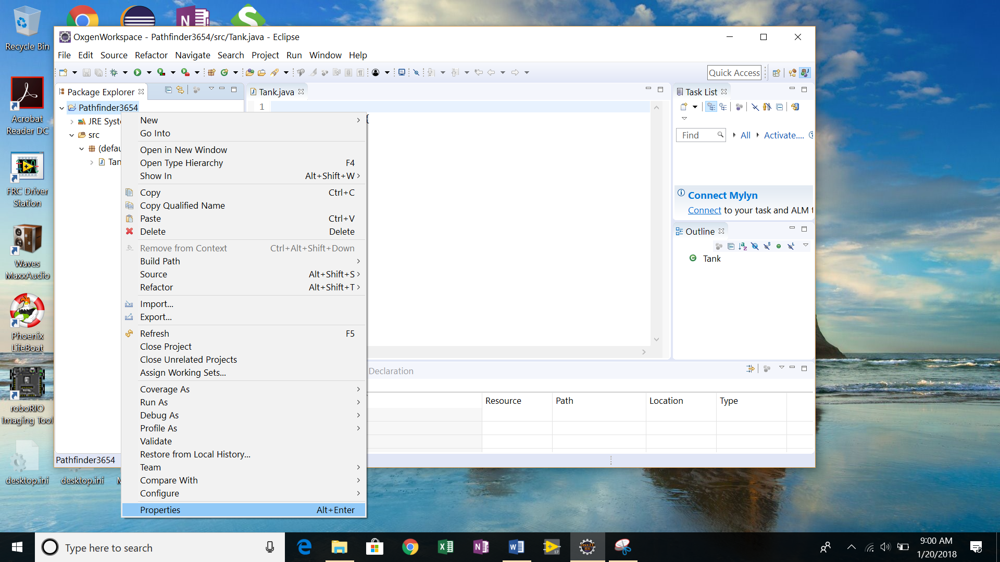 Recycle Bin
Acrobat
Reader DC
FRC Driver
Station
Waves
MaxxAudio
Phoenix
LifeBoat
roboRIO
Imaging Tool
desktop.ini
desktop.ini
OxgenWorkspace - Pathfinder3654/src/Tank.java - Eclipse
File Edit Source Refactor Navigate Search Project Run Window Help
Quick Access
Package Explorer
Pathfinder3654
JRE Syst
src
(defau
Tan
Tank.java
1
{
New
Go Into
Open in New Window
Open Type Hierarchy F4
Show In Alt+Shift+W
Copy Ctrl+C
Copy Qualified Name
Paste Ctrl+V
Delete Delete
Remove from Context Ctrl+Alt+Shift+Down
Build Path
Source Alt+Shift+S
Refactor Alt+Shift+T
Import...
Export...
Refresh F5
Close Project
Close Unrelated Projects
Assign Working Sets...
Coverage As
Run As
Debug As
Profile As
Validate
Restore from Local History...
Team
Compare With
Configure
Properties Alt+Enter
Task List
Find All Activate....
Connect Mylyn
Connect to your task and ALM t
Outline
Tank
Declaration
Resource Path Location Type
Pathfinder3654
Type here to search
9:00 AM
1/20/2018